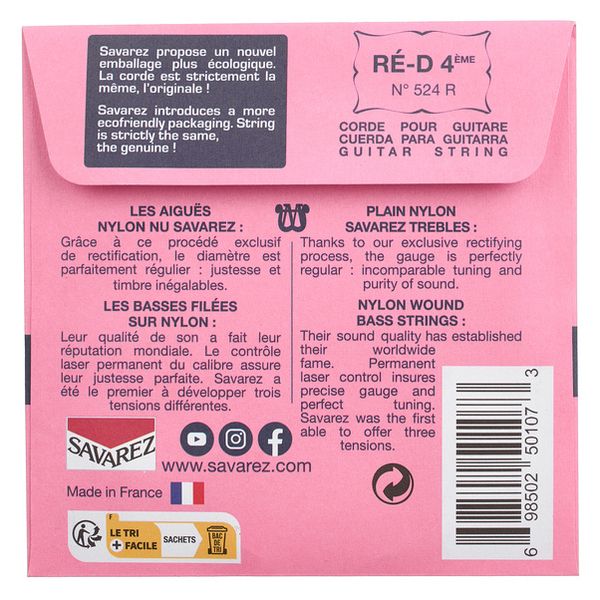 Savarez propose un nouvel
emballage plus écologique.
La corde est strictement la
même, l'originale !
Savarez introduces a more
ecofriendly packaging. String
is strictly the same,
the genuine !
RÉ-D 4ÈME
N° 524 R
CORDE POUR GUITARE
CUERDA PARA GUITARRA
GUITAR STRING
LES AIGUËS
NYLON NU SAVAREZ :
Grâce à ce procédé exclusif
de rectification, le diamètre est
parfaitement régulier : justesse et
timbre inégalables.
LES BASSES FILÉES
SUR NYLON :
Leur qualité de son a fait leur
réputation mondiale. Le contrôle
laser permanent du calibre assure
leur justesse parfaite. Savarez a
été le premier à développer trois
tensions différentes.
PLAIN NYLON
SAVAREZ TREBLES :
Thanks to our exclusive rectifying
process, the gauge is perfectly
regular : incomparable tuning and
purity of sound.
NYLON WOUND
BASS STRINGS :
Their sound quality has established
their worldwide
fame. Permanent
laser control insures
precise gauge and
perfect tuning.
Savarez was the first
able to offer three
tensions.
SAVAREZ
www.savarez.com
Made in France
F
LE TRI
+ FACILE
SACHETS
BAC
DE TRI
6 98502 50107 3